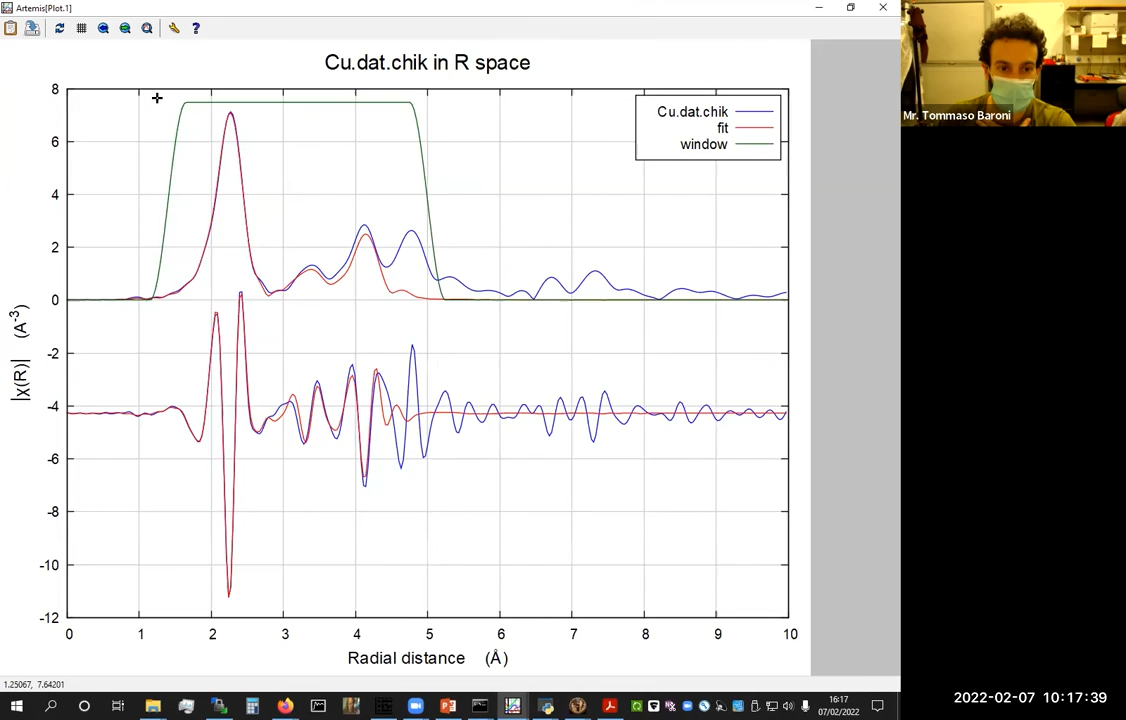 Artemis[Plot.1]
Cu.dat.chik in R space
Cu.dat.chik
fit
window
8
6
4
2
0
-2
-4
-6
-8
-10
-12
|χ(R)| (A⁻³)
0 1 2 3 4 5 6 7 8 9 10
Radial distance (Å)
1.25067, 7.64201
Mr. Tommaso Baroni
16:17
07/02/2022
2022-02-07 10:17:39